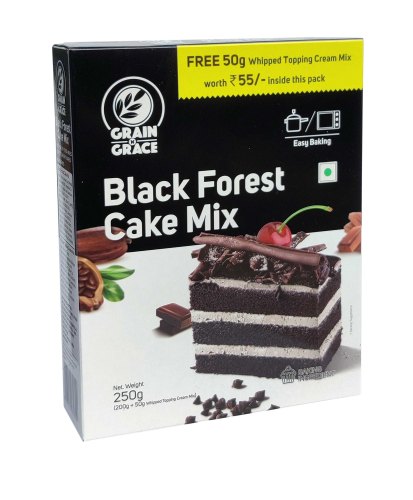 FREE 50g Whipped Topping Cream Mix
worth ₹ 55/- inside this pack
GRAIN
N
GRACE
Easy Baking
Black Forest
Cake Mix
Net. Weight
250g
(200g + 50g Whipped Topping Cream Mix)
BAKING